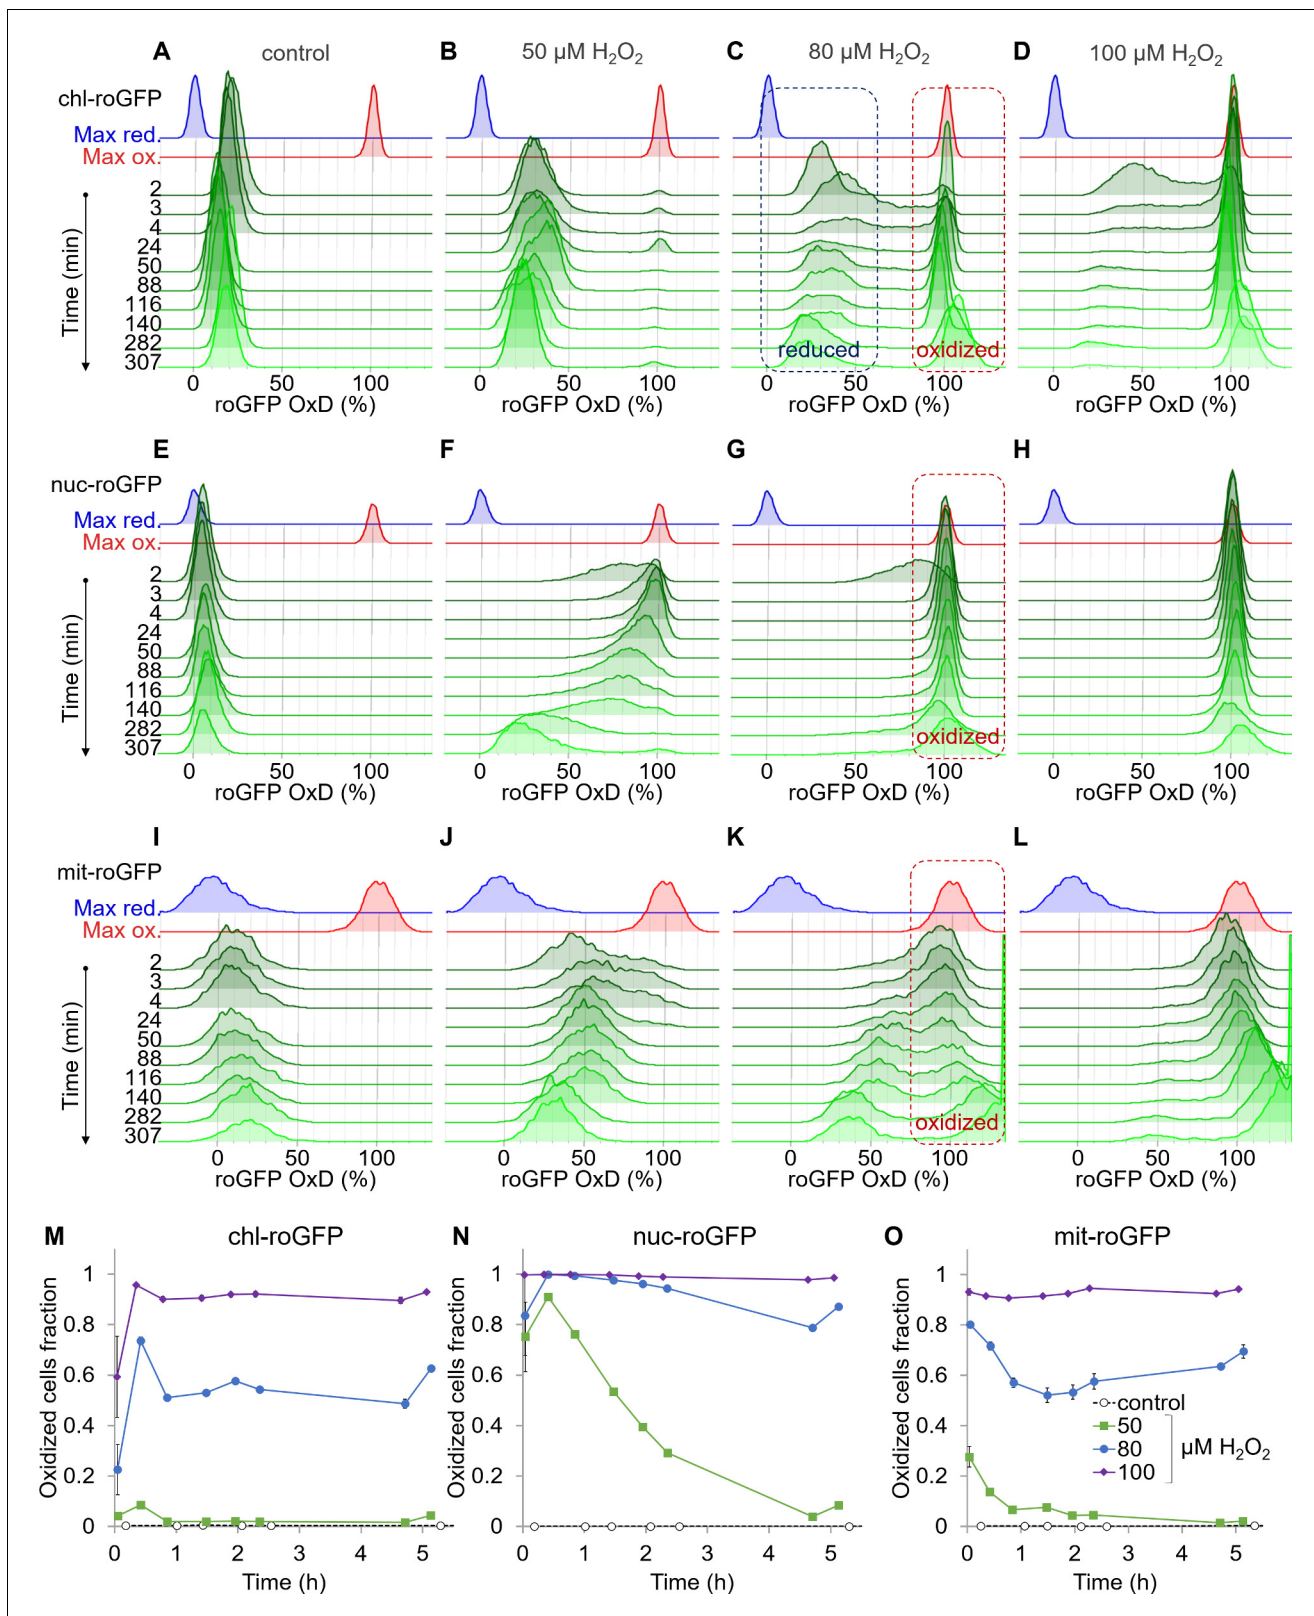 A control B 50 µM H₂O₂ C 80 µM H₂O₂ D 100 µM H₂O₂
chl-roGFP
Max red.
Max ox.
2
3
4
24
50
88
116
140
282
307
Time (min)
reduced oxidized
0 50 100 0 50 100 0 50 100 0 50 100
roGFP OxD (%) roGFP OxD (%) roGFP OxD (%) roGFP OxD (%)
E F G H
nuc-roGFP
Max red.
Max ox.
2
3
4
24
50
88
116
140
282
307
Time (min)
oxidized
0 50 100 0 50 100 0 50 100 0 50 100
roGFP OxD (%) roGFP OxD (%) roGFP OxD (%) roGFP OxD (%)
I J K L
mit-roGFP
Max red.
Max ox.
2
3
4
24
50
88
116
140
282
307
Time (min)
oxidized
0 50 100 0 50 100 0 50 100 0 50 100
roGFP OxD (%) roGFP OxD (%) roGFP OxD (%) roGFP OxD (%)
M chl-roGFP
Oxidized cells fraction
1
0.8
0.6
0.4
0.2
0
0 1 2 3 4 5
Time (h)
N nuc-roGFP
Oxidized cells fraction
1
0.8
0.6
0.4
0.2
0
0 1 2 3 4 5
Time (h)
O mit-roGFP
Oxidized cells fraction
1
0.8
0.6
0.4
0.2
0
0 1 2 3 4 5
Time (h)
control
50
80
100
µM H₂O₂